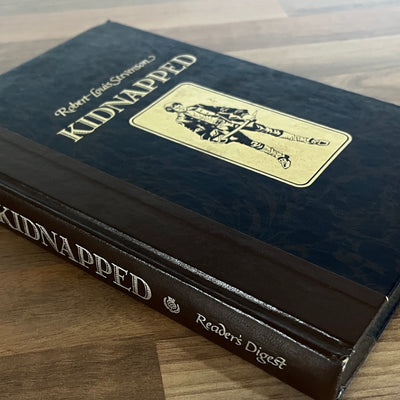 Robert Louis Stevenson
KIDNAPPED
KIDNAPPED
Reader's Digest